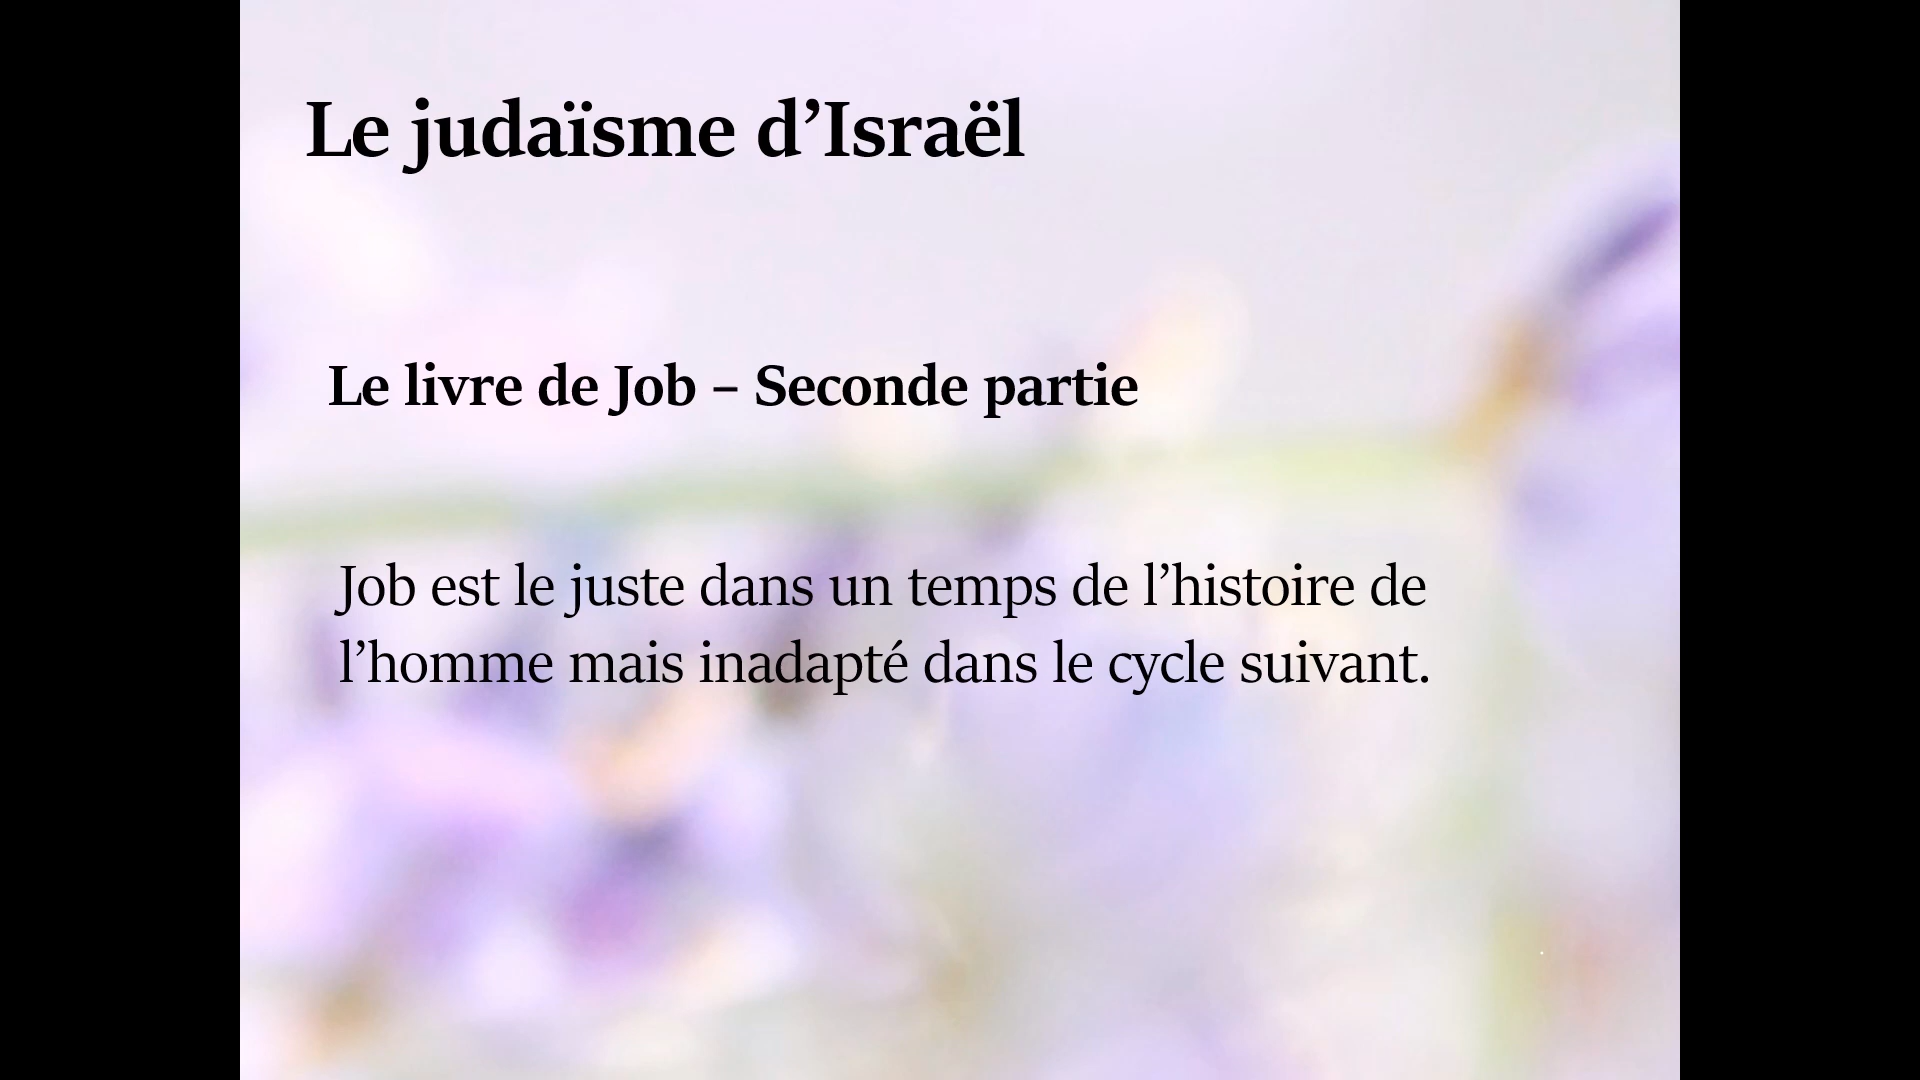 Le judaïsme d’Israël
Le livre de Job – Seconde partie
Job est le juste dans un temps de l’histoire de
l’homme mais inadapté dans le cycle suivant.